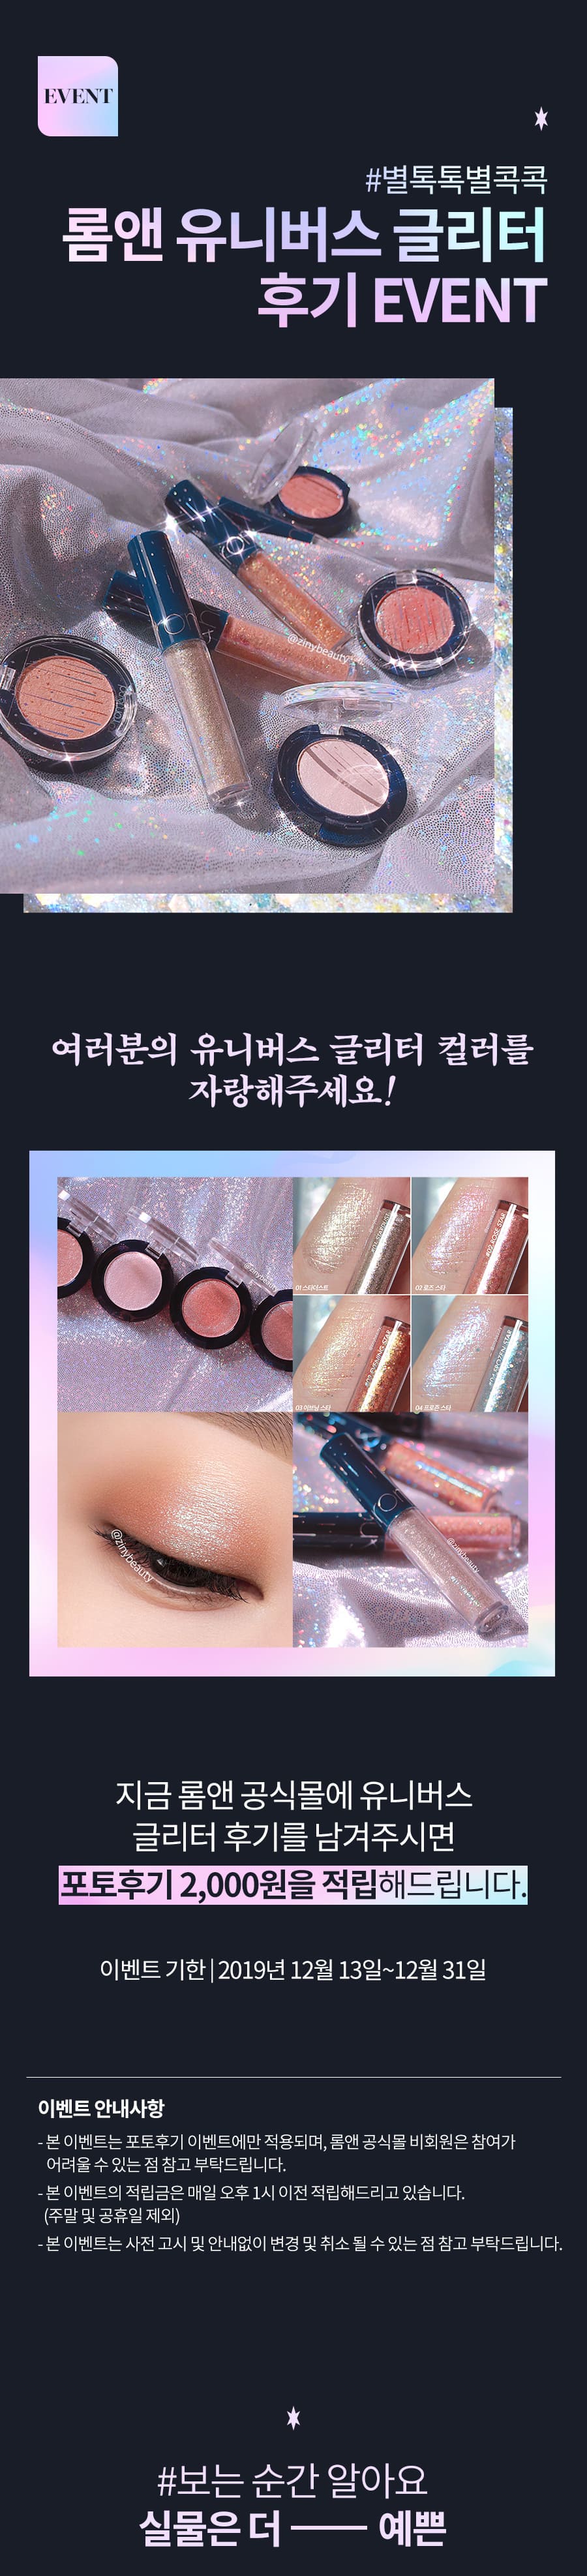 EVENT
#별톡톡별콕콕
롬앤 유니버스 글리터
후기 EVENT
@zinybeauty
여러분의 유니버스 글리터 컬러를
자랑해주세요!
@zinybeauty
01 스타더스트
02 로즈 스타
03 이브닝 스타
04 프로즌 스타
@zinybeauty
@zinybeauty
지금 롬앤 공식몰에 유니버스
글리터 후기를 남겨주시면
포토후기 2,000원을 적립해드립니다.
이벤트 기한 | 2019년 12월 13일~12월 31일
이벤트 안내사항
- 본 이벤트는 포토후기 이벤트에만 적용되며, 롬앤 공식몰 비회원은 참여가
어려울 수 있는 점 참고 부탁드립니다.
- 본 이벤트의 적립금은 매일 오후 1시 이전 적립해드리고 있습니다.
(주말 및 공휴일 제외)
- 본 이벤트는 사전 고시 및 안내없이 변경 및 취소 될 수 있는 점 참고 부탁드립니다.
#보는 순간 알아요
실물은 더 —— 예쁜